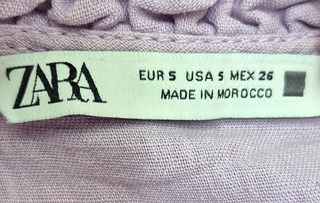 ZARA
EUR S USA S MEX 26
MADE IN MOROCCO